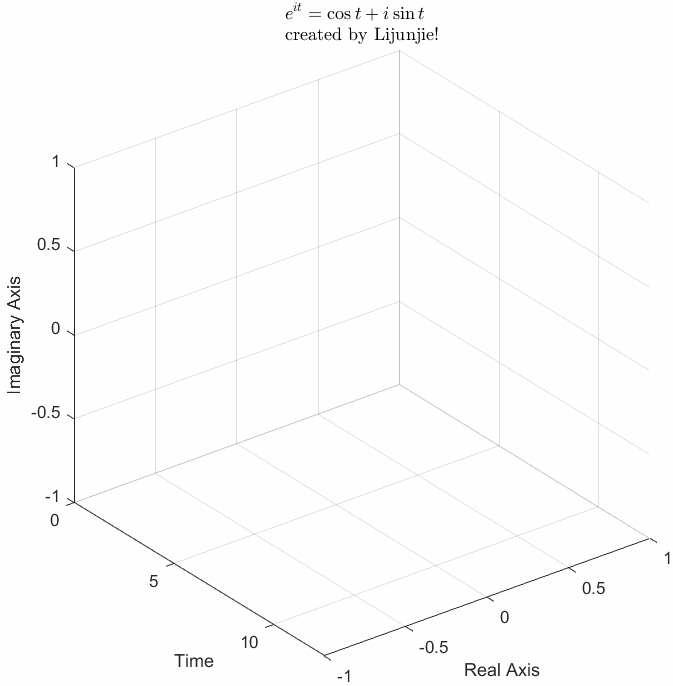 e^{it} = cos t + i sin t
created by Lijunjie!
1
0.5
0
-0.5
-1
Imaginary Axis
0
5
10
Time
-1
-0.5
0
0.5
1
Real Axis